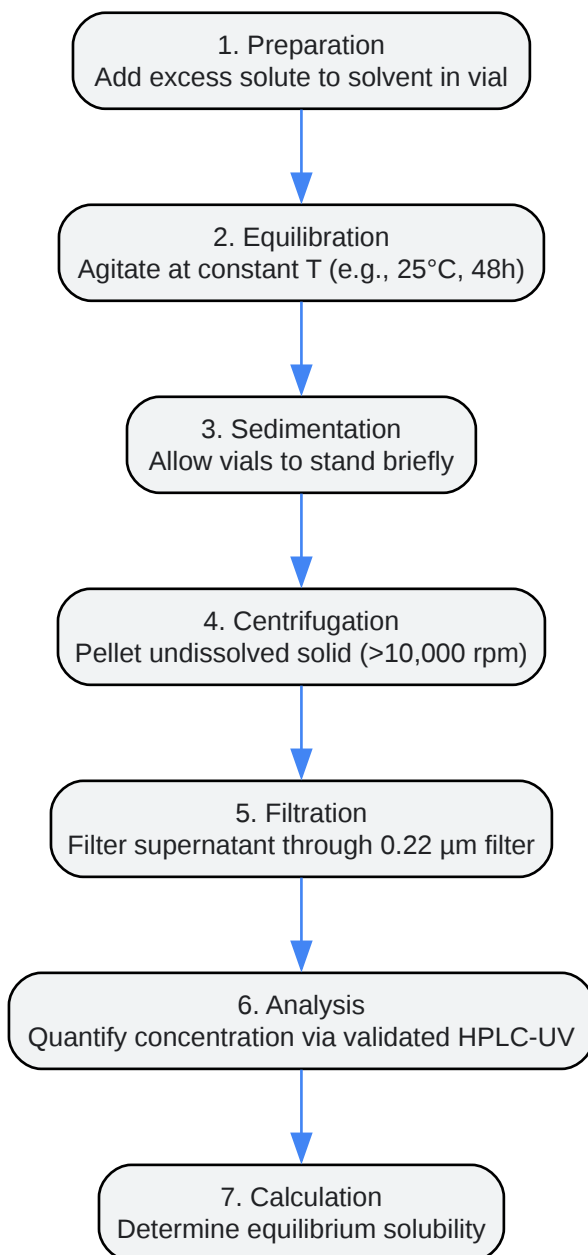 1. Preparation
Add excess solute to solvent in vial
2. Equilibration
Agitate at constant T (e.g., 25°C, 48h)
3. Sedimentation
Allow vials to stand briefly
4. Centrifugation
Pellet undissolved solid (>10,000 rpm)
5. Filtration
Filter supernatant through 0.22 µm filter
6. Analysis
Quantify concentration via validated HPLC-UV
7. Calculation
Determine equilibrium solubility